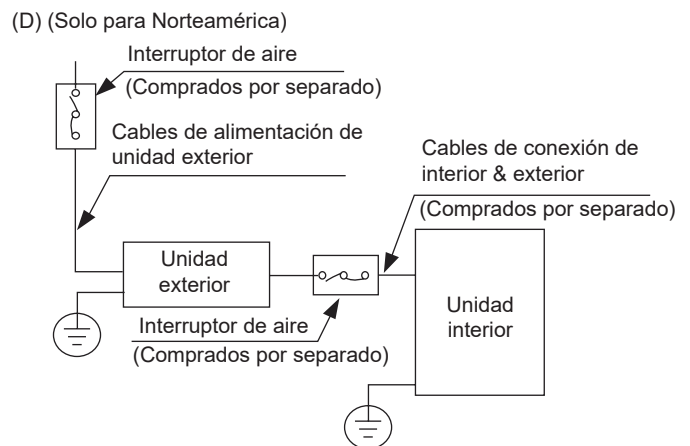 (D) (Solo para Norteamérica)
Interruptor de aire
(Comprados por separado)
Cables de alimentación de
unidad exterior
Cables de conexión de
interior & exterior
(Comprados por separado)
Unidad
exterior
Interruptor de aire
(Comprados por separado)
Unidad
interior